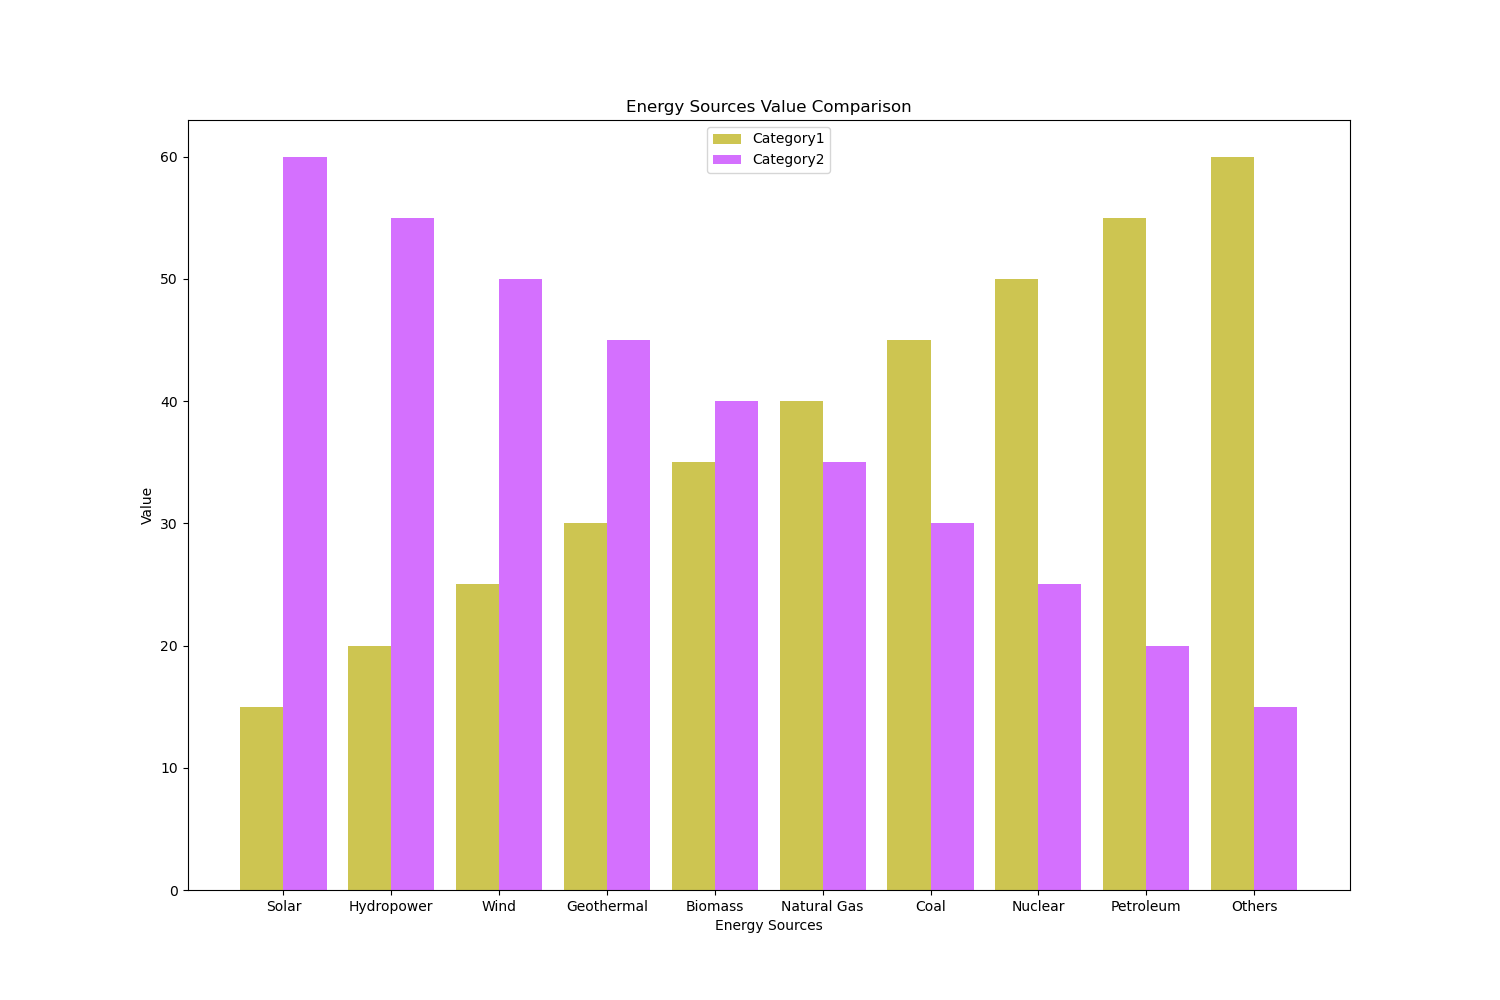 Energy Sources Value Comparison
Category1
Category2
Value
60
50
40
30
20
10
0
Solar Hydropower Wind Geothermal Biomass Natural Gas Coal Nuclear Petroleum Others
Energy Sources